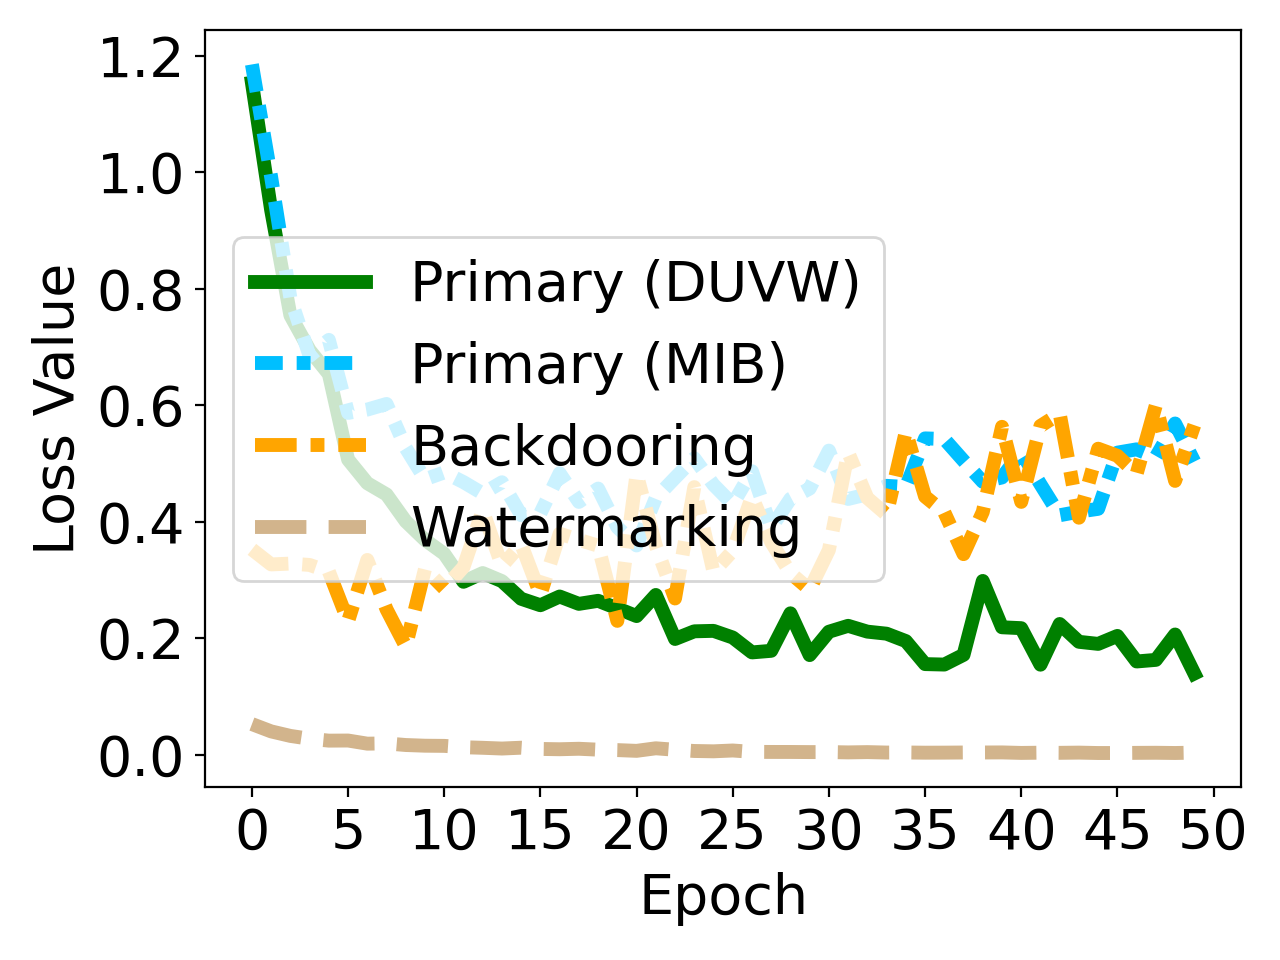 1.2
1.0
0.8
0.6
0.4
0.2
0.0
Loss Value
Primary (DUVW)
Primary (MIB)
Backdooring
Watermarking
0 5 10 15 20 25 30 35 40 45 50
Epoch